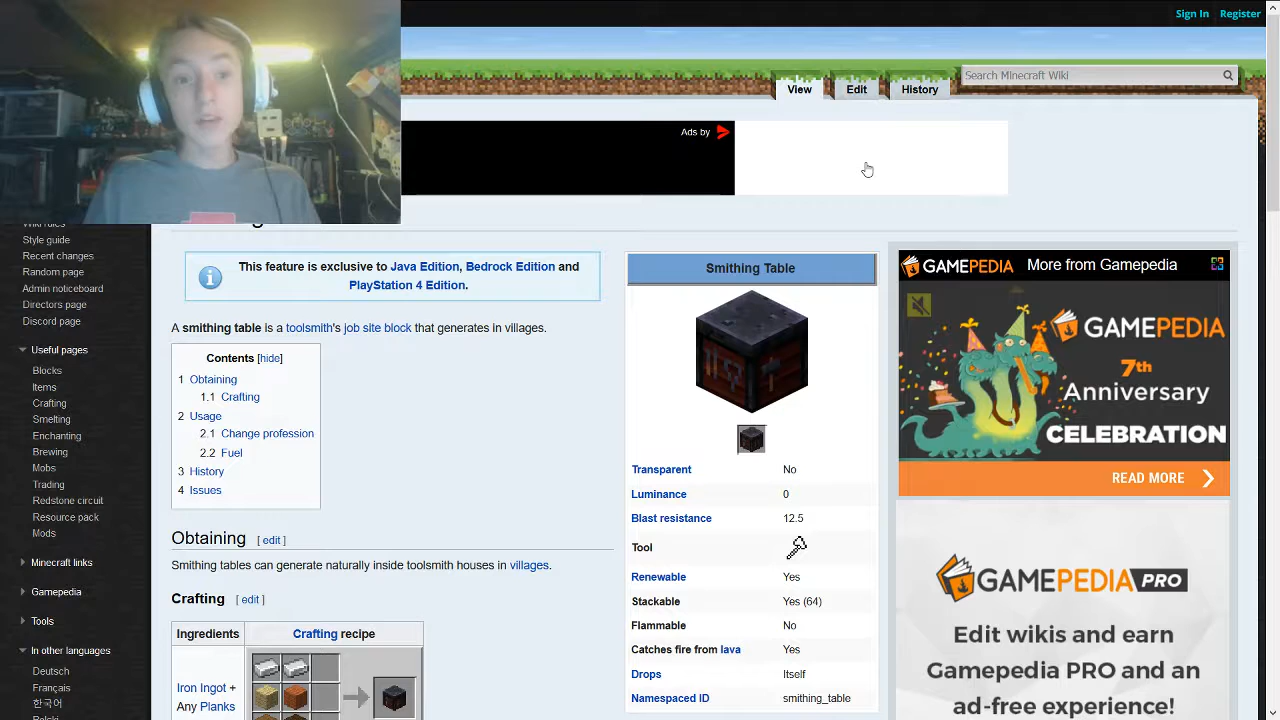 Sign In Register
View Edit History Search Minecraft Wiki
Ads by
Style guide
Recent changes
Random page
Admin noticeboard
Directors page
Discord page
Useful pages
Blocks
Items
Crafting
Smelting
Enchanting
Brewing
Mobs
Trading
Redstone circuit
Resource pack
Mods
Minecraft links
Gamepedia
Tools
In other languages
Deutsch
Français
한국어
This feature is exclusive to Java Edition, Bedrock Edition and
PlayStation 4 Edition.
A smithing table is a toolsmith's job site block that generates in villages.
Contents [hide]
1 Obtaining
1.1 Crafting
2 Usage
2.1 Change profession
2.2 Fuel
3 History
4 Issues
Obtaining [ edit ]
Smithing tables can generate naturally inside toolsmith houses in villages.
Crafting [ edit ]
Ingredients Crafting recipe
Iron Ingot +
Any Planks
Smithing Table
Transparent No
Luminance 0
Blast resistance 12.5
Tool
Renewable Yes
Stackable Yes (64)
Flammable No
Catches fire from lava Yes
Drops Itself
Namespaced ID smithing_table
GAMEPEDIA More from Gamepedia
GAMEPEDIA
7th
Anniversary
CELEBRATION
READ MORE
GAMEPEDIA PRO
Edit wikis and earn
Gamepedia PRO and an
ad-free experience!